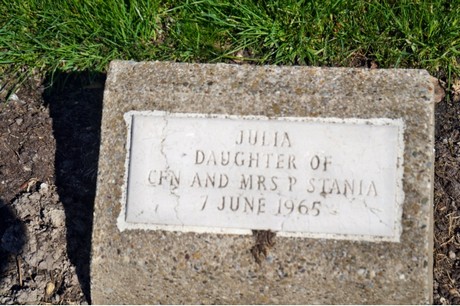 JULIA
DAUGHTER OF
CFN AND MRS P STANIA
7 JUNE 1965